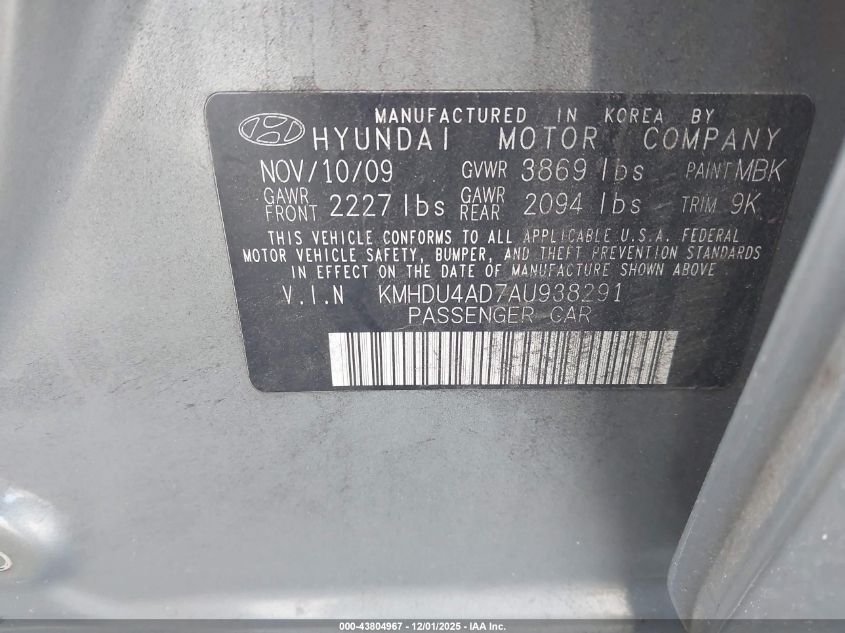 MANUFACTURED IN KOREA BY
HYUNDAI MOTOR COMPANY
NOV/10/09 GVWR 3869 lbs PAINT MBK
GAWR FRONT 2227 lbs GAWR REAR 2094 lbs TRIM 9K
THIS VEHICLE CONFORMS TO ALL APPLICABLE U.S.A. FEDERAL
MOTOR VEHICLE SAFETY, BUMPER, AND THEFT PREVENTION STANDARDS
IN EFFECT ON THE DATE OF MANUFACTURE SHOWN ABOVE
V.I.N KMHDU4AD7AU938291
PASSENGER CAR
000-43804967 - 12/01/2025 - IAA Inc.